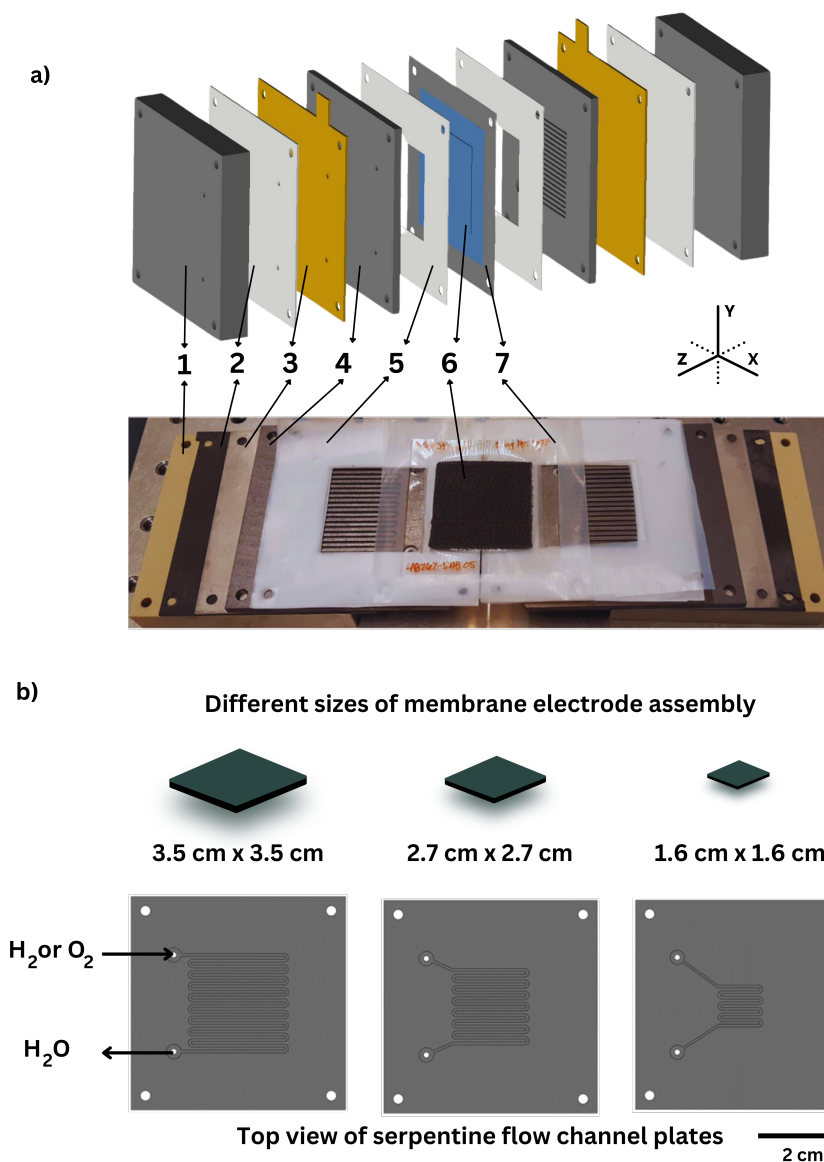 a)
Y
Z X
1 2 3 4 5 6 7
b)
Different sizes of membrane electrode assembly
3.5 cm x 3.5 cm 2.7 cm x 2.7 cm 1.6 cm x 1.6 cm
H2or O2
H2O
Top view of serpentine flow channel plates
2 cm